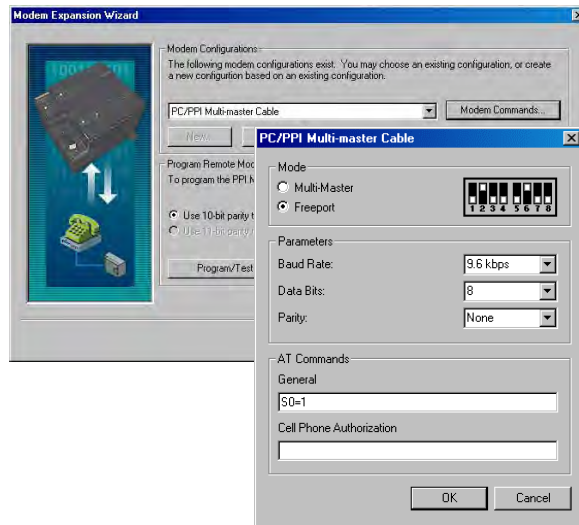 Modem Expansion Wizard
Modem Configurations
The following modem configurations exist. You may choose an existing configuration, or create
a new configurtion based on an existing configuration.
PC/PPI Multi-master Cable
Modem Commands...
New...
PC/PPI Multi-master Cable
Program Remote Mod
To program the PPI M
Use 10-bit parity t
Use 11-bit parity
Program/Test
Mode
Multi-Master
Freeport
1 2 3 4 5 6 7 8
Parameters
Baud Rate:
9.6 kbps
Data Bits:
8
Parity:
None
AT Commands
General
S0=1
Cell Phone Authorization
OK
Cancel